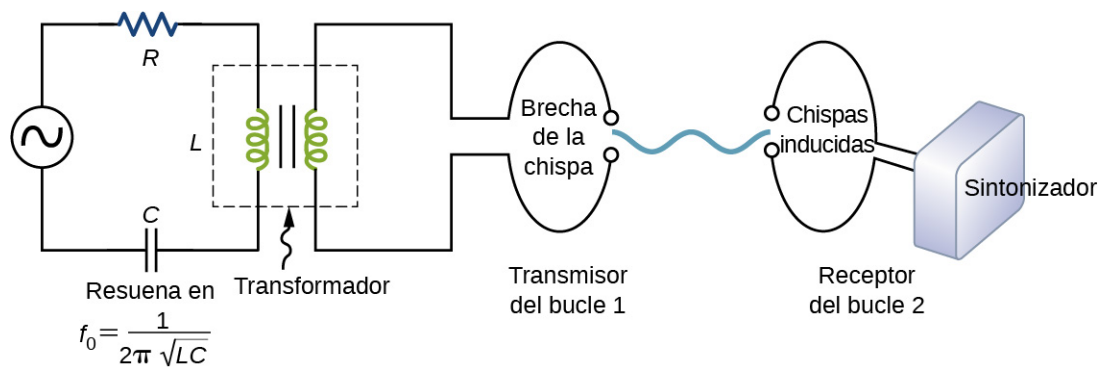 R
L
C
Resuena en
f₀ = 1 / 2π √LC
Transformador
Brecha
de la
chispa
Transmisor
del bucle 1
Chispas
inducidas
Sintonizador
Receptor
del bucle 2